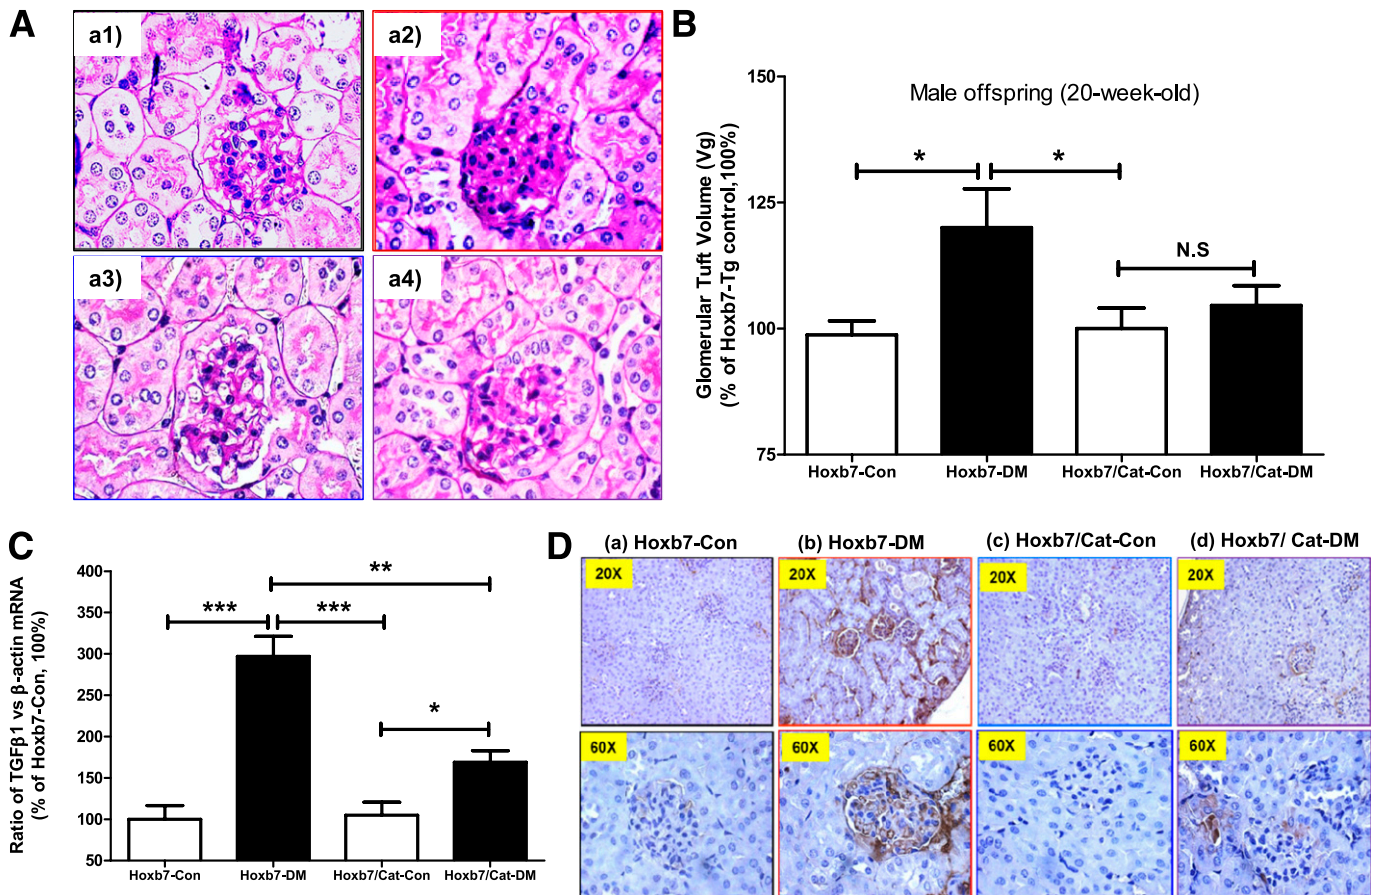 A
a1)
a2)
a3)
a4)
B
Male offspring (20-week-old)
Glomerular Tuft Volume (Vg)
(% of Hoxb7-Tg control,100%)
150
125
100
75
*
*
N.S
Hoxb7-Con
Hoxb7-DM
Hoxb7/Cat-Con
Hoxb7/Cat-DM
C
Ratio of TGFβ1 vs β-actin mRNA
(% of Hoxb7-Con, 100%)
400
350
300
250
200
150
100
50
**
***
***
*
Hoxb7-Con
Hoxb7-DM
Hoxb7/Cat-Con
Hoxb7/Cat-DM
D
(a) Hoxb7-Con
(b) Hoxb7-DM
(c) Hoxb7/Cat-Con
(d) Hoxb7/ Cat-DM
20X
20X
20X
20X
60X
60X
60X
60X